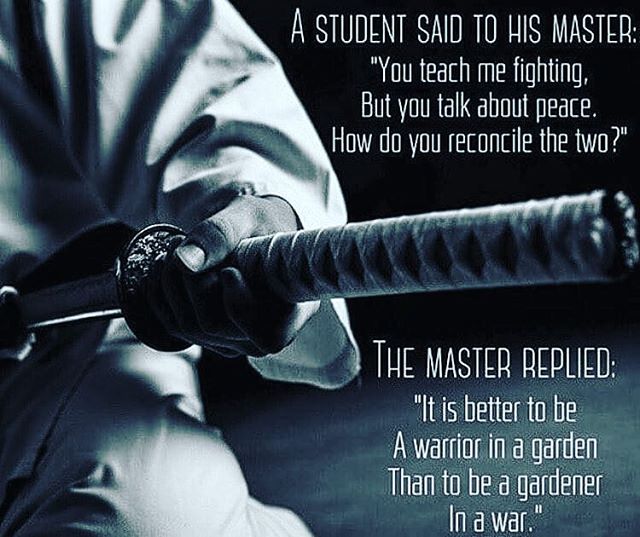 A STUDENT SAID TO HIS MASTER:
"You teach me fighting,
But you talk about peace.
How do you reconcile the two?"
THE MASTER REPLIED:
"It is better to be
A warrior in a garden
Than to be a gardener
In a war."